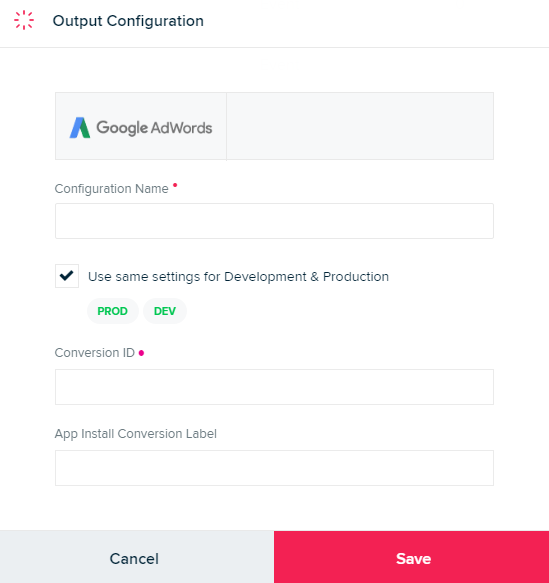 Output Configuration
Google AdWords
Configuration Name
Use same settings for Development & Production
PROD DEV
Conversion ID
App Install Conversion Label
Cancel Save